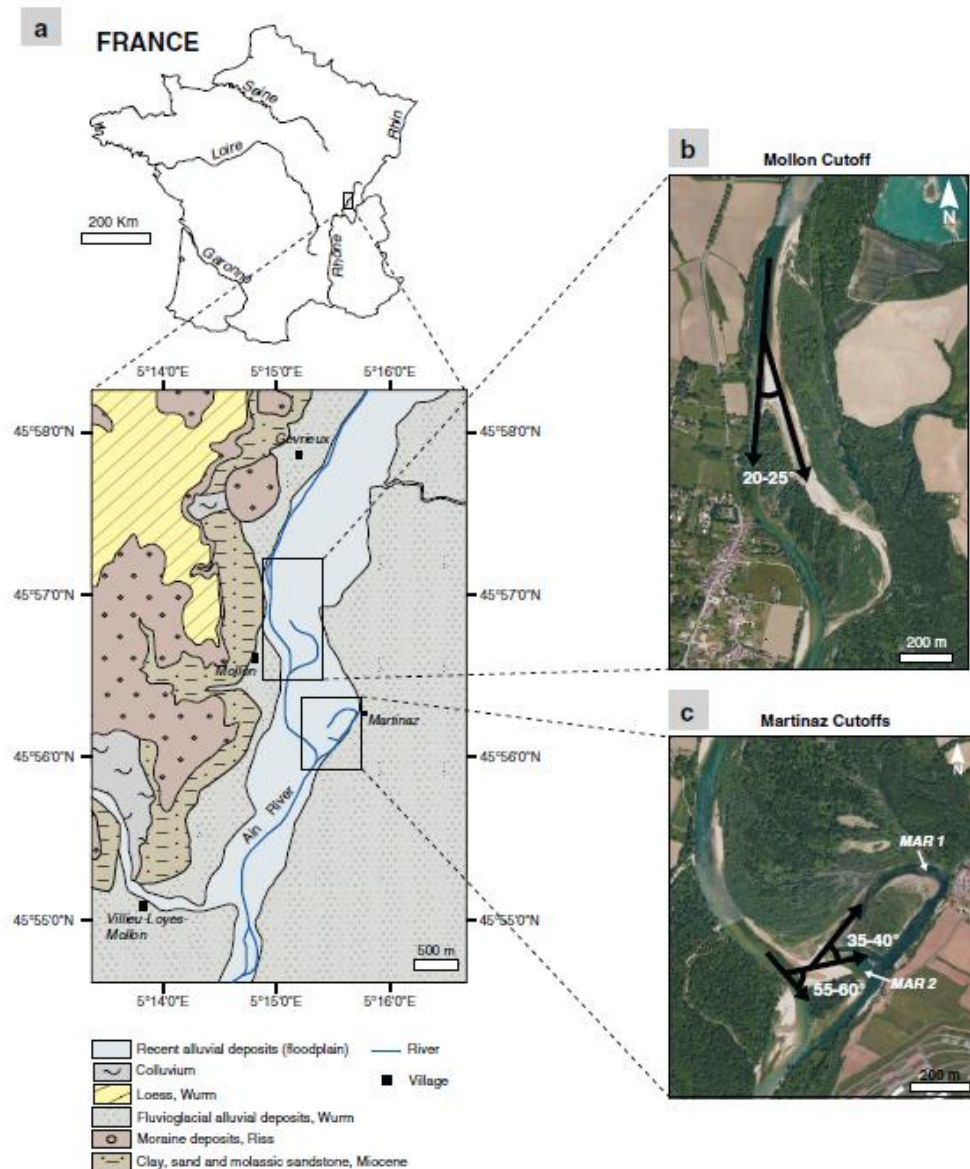 a
FRANCE
Seine
Rhin
Loire
200 Km
Rhône
Garonne
5°14'0"E 5°15'0"E 5°16'0"E
45°58'0"N
45°58'0"N
Gévrieux
45°57'0"N
45°57'0"N
Mollon
Martinaz
45°56'0"N
45°56'0"N
Ain River
45°55'0"N
45°55'0"N
Villieu-Loyes-
Mollon
500 m
5°14'0"E 5°15'0"E 5°16'0"E
Recent alluvial deposits (floodplain)
Colluvium
Loess, Wurm
Fluvioglacial alluvial deposits, Wurm
Moraine deposits, Riss
Clay, sand and molassic sandstone, Miocene
River
Village
b
Mollon Cutoff
N
20-25°
200 m
c
Martinaz Cutoffs
N
MAR 1
35-40°
MAR 2
55-60°
200 m